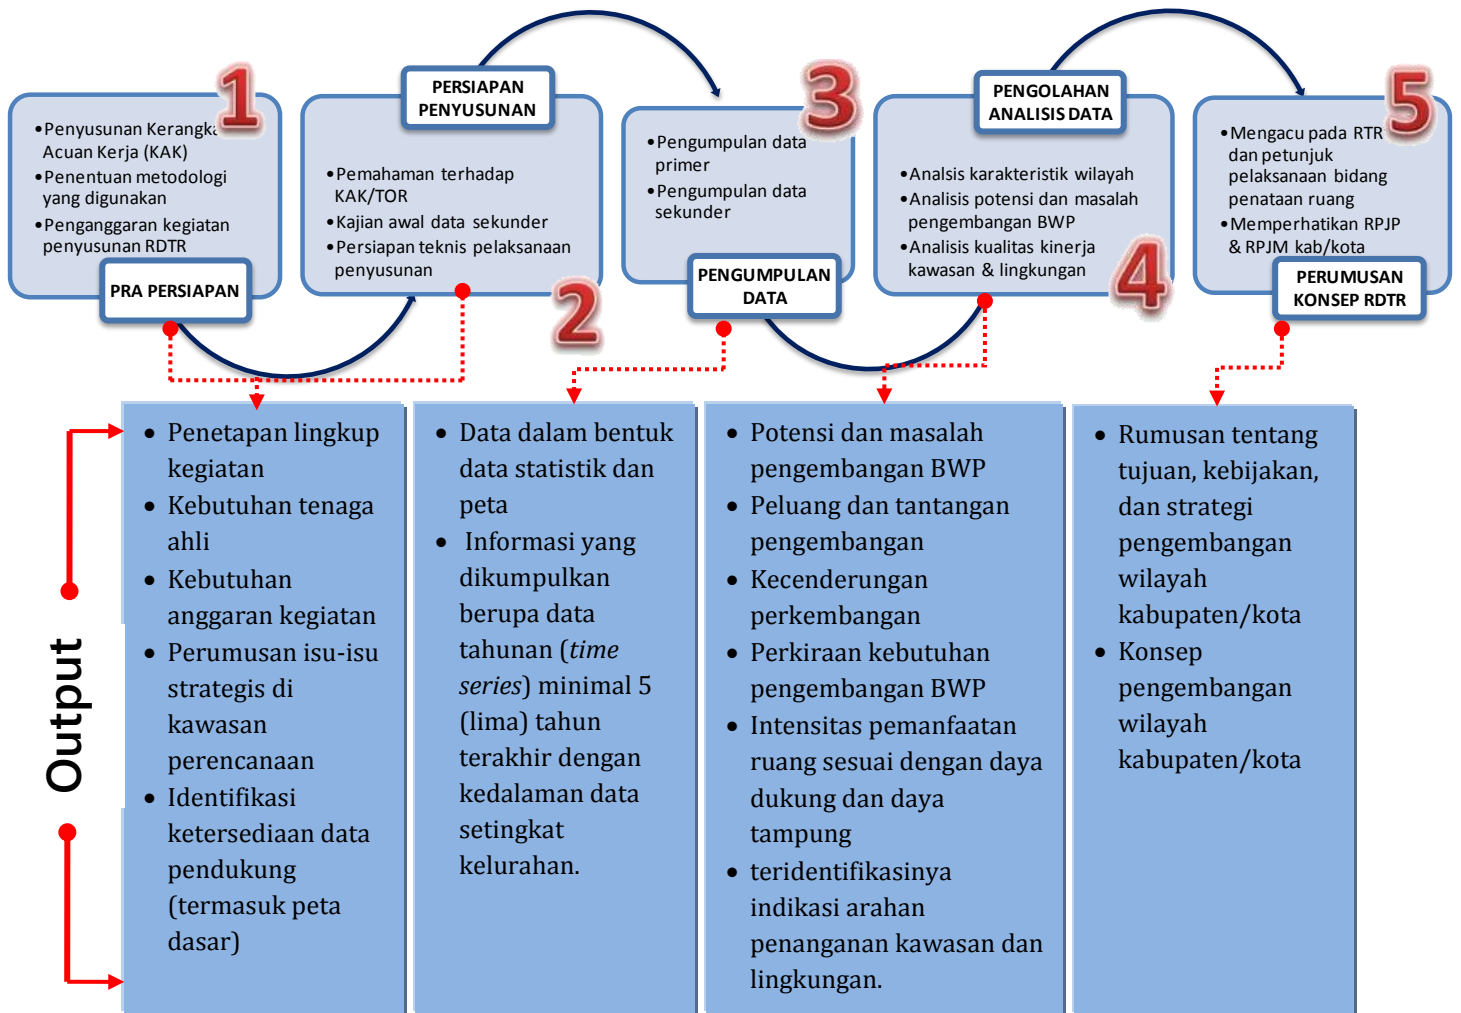 1
•Penyusunan Kerangka
Acuan Kerja (KAK)
•Penentuan metodologi
yang digunakan
•Penganggaran kegiatan
penyusunan RDTR
PRA PERSIAPAN
PERSIAPAN
PENYUSUNAN
•Pemahaman terhadap
KAK/TOR
•Kajian awal data sekunder
•Persiapan teknis pelaksanaan
penyusunan
2
3
•Pengumpulan data
primer
•Pengumpulan data
sekunder
PENGUMPULAN
DATA
PENGOLAHAN
ANALISIS DATA
•Analsis karakteristik wilayah
•Analisis potensi dan masalah
pengembangan BWP
•Analisis kualitas kinerja
kawasan & lingkungan
4
5
•Mengacu pada RTR
dan petunjuk
pelaksanaan bidang
penataan ruang
•Memperhatikan RPJP
& RPJM kab/kota
PERUMUSAN
KONSEP RDTR
Output
• Penetapan lingkup
kegiatan
• Kebutuhan tenaga
ahli
• Kebutuhan
anggaran kegiatan
• Perumusan isu-isu
strategis di
kawasan
perencanaan
• Identifikasi
ketersediaan data
pendukung
(termasuk peta
dasar)
• Data dalam bentuk
data statistik dan
peta
• Informasi yang
dikumpulkan
berupa data
tahunan (time
series) minimal 5
(lima) tahun
terakhir dengan
kedalaman data
setingkat
kelurahan.
• Potensi dan masalah
pengembangan BWP
• Peluang dan tantangan
pengembangan
• Kecenderungan
perkembangan
• Perkiraan kebutuhan
pengembangan BWP
• Intensitas pemanfaatan
ruang sesuai dengan daya
dukung dan daya
tampung
• teridentifikasinya
indikasi arahan
penanganan kawasan dan
lingkungan.
• Rumusan tentang
tujuan, kebijakan,
dan strategi
pengembangan
wilayah
kabupaten/kota
• Konsep
pengembangan
wilayah
kabupaten/kota